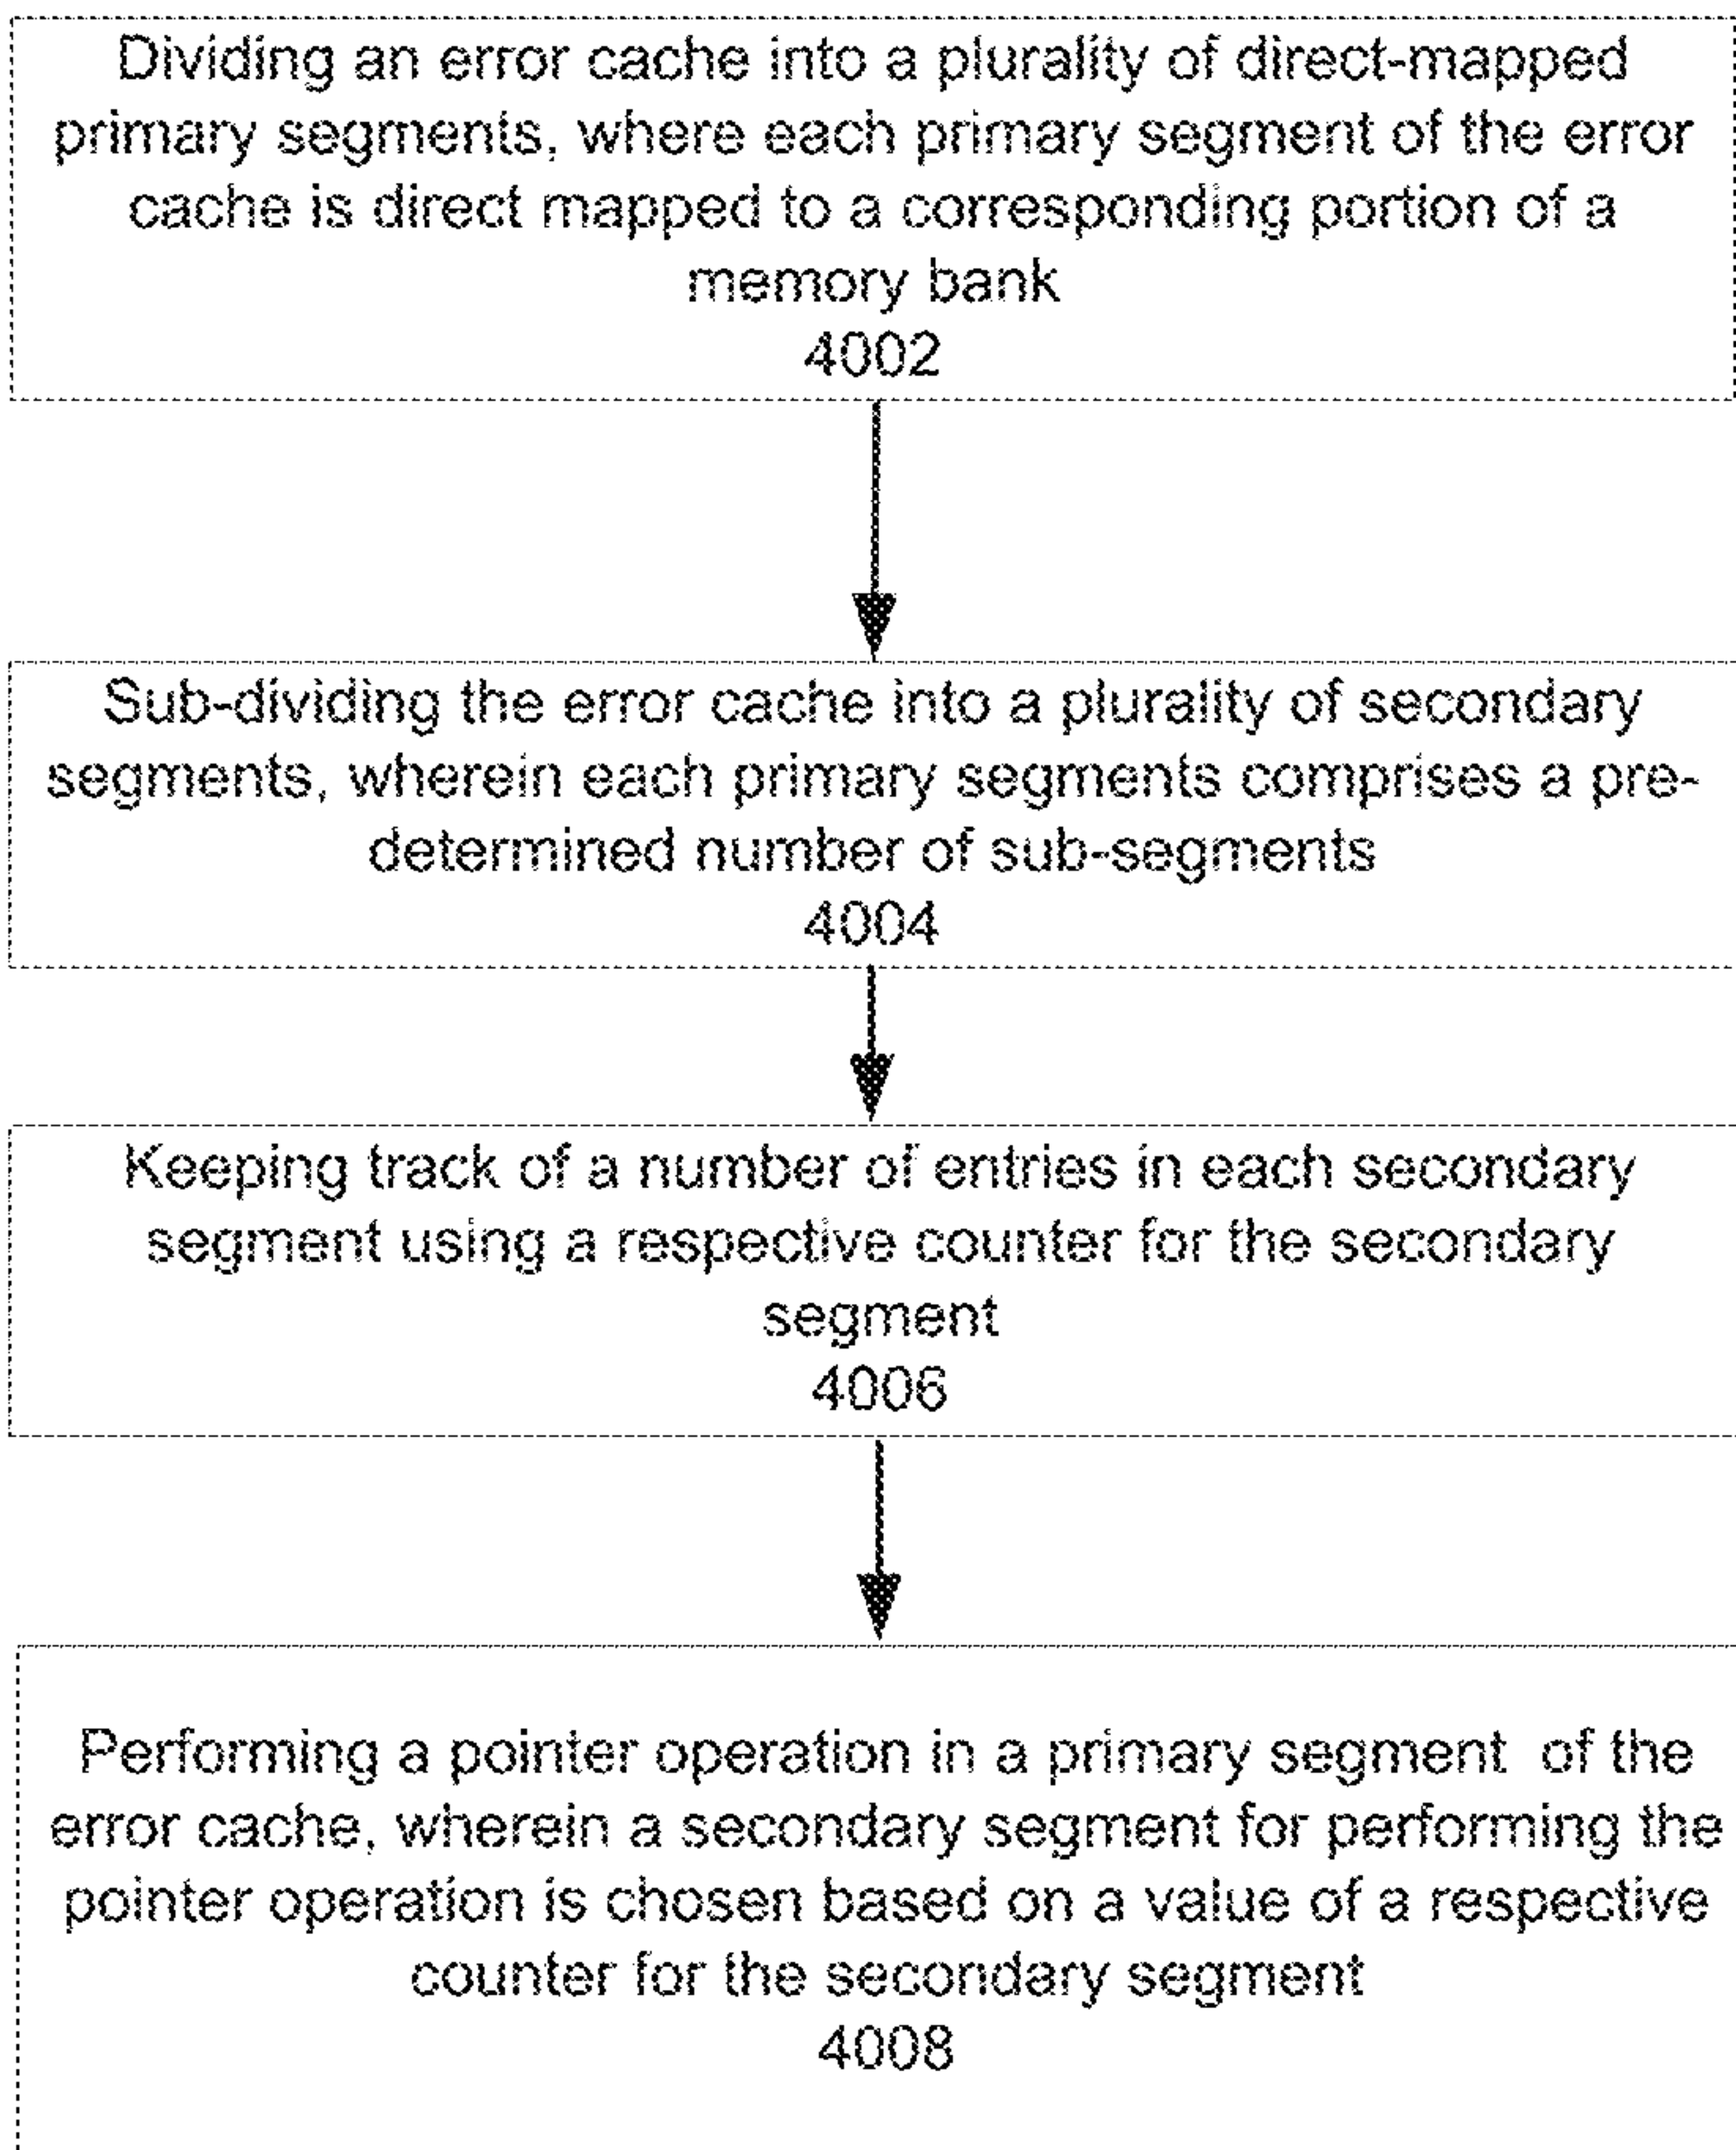 Dividing an error cache into a plurality of direct-mapped
primary segments, where each primary segment of the error
cache is direct mapped to a corresponding portion of a
memory bank
4002
Sub-dividing the error cache into a plurality of secondary
segments, wherein each primary segments comprises a pre-
determined number of sub-segments
4004
Keeping track of a number of entries in each secondary
segment using a respective counter for the secondary
segment
4006
Performing a pointer operation in a primary segment of the
error cache, wherein a secondary segment for performing the
pointer operation is chosen based on a value of a respective
counter for the secondary segment
4008